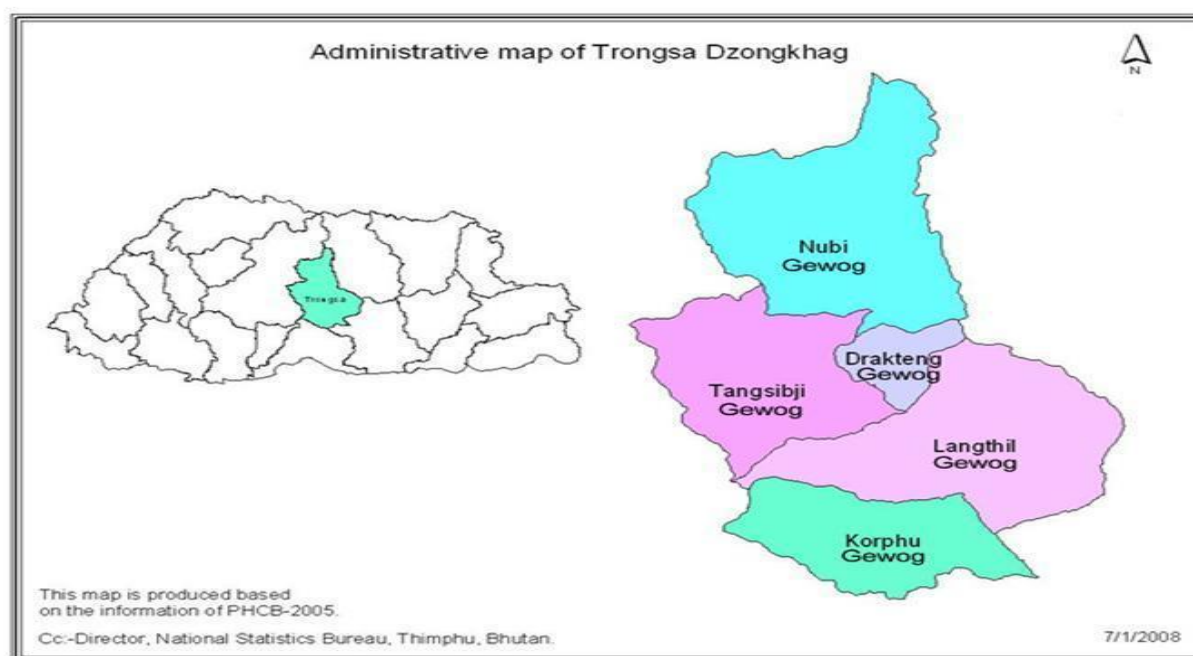 Administrative map of Trongsa Dzongkhag
N
Trongsa
Nubi
Gewog
Drakteng
Gewog
Tangsibji
Gewog
Langthil
Gewog
Korphu
Gewog
This map is produced based
on the information of PHCB-2005.
Cc:-Director, National Statistics Bureau, Thimphu, Bhutan.
7/1/2008